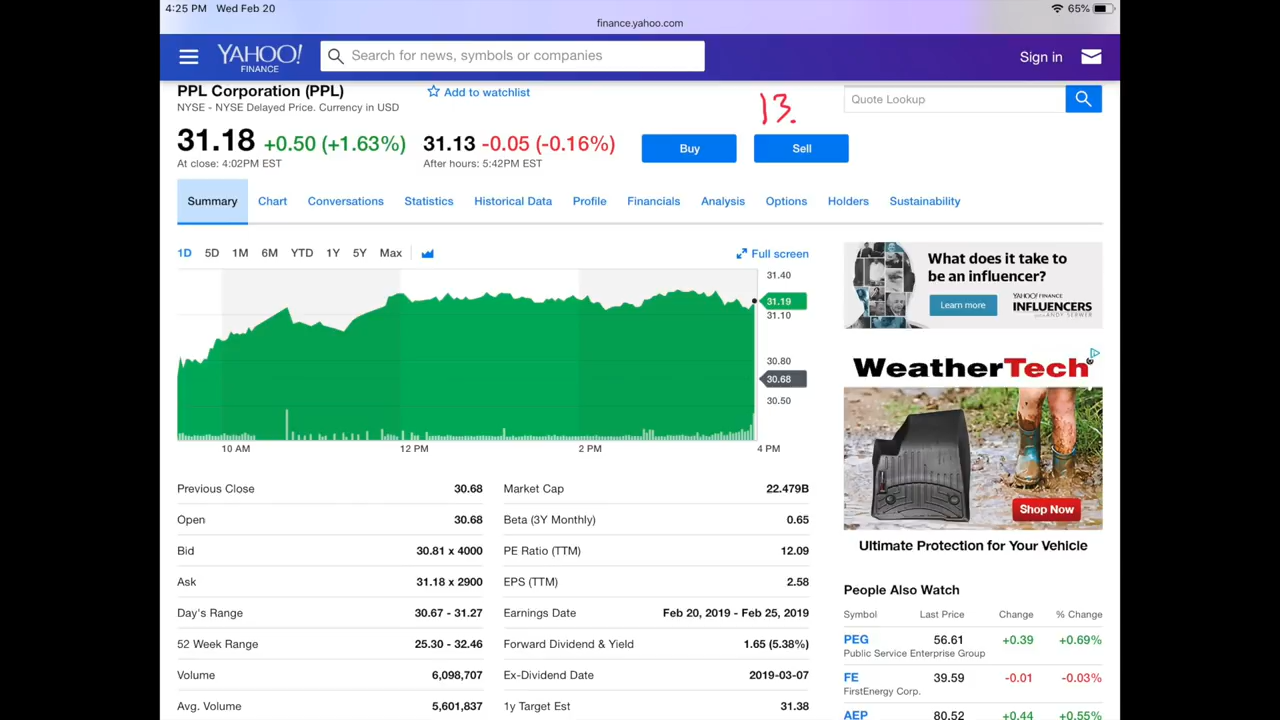 4:25 PM Wed Feb 20
65%
finance.yahoo.com
YAHOO!
FINANCE
Search for news, symbols or companies
Sign in
PPL Corporation (PPL)
Add to watchlist
NYSE - NYSE Delayed Price. Currency in USD
13.
Quote Lookup
31.18 +0.50 (+1.63%)
At close: 4:02PM EST
31.13 -0.05 (-0.16%)
After hours: 5:42PM EST
Buy
Sell
Summary Chart Conversations Statistics Historical Data Profile Financials Analysis Options Holders Sustainability
1D 5D 1M 6M YTD 1Y 5Y Max
Full screen
31.40
31.19
31.10
30.80
30.68
30.50
10 AM 12 PM 2 PM 4 PM
Previous Close 30.68
Open 30.68
Bid 30.81 x 4000
Ask 31.18 x 2900
Day's Range 30.67 - 31.27
52 Week Range 25.30 - 32.46
Volume 6,098,707
Avg. Volume 5,601,837
Market Cap 22.479B
Beta (3Y Monthly) 0.65
PE Ratio (TTM) 12.09
EPS (TTM) 2.58
Earnings Date Feb 20, 2019 - Feb 25, 2019
Forward Dividend & Yield 1.65 (5.38%)
Ex-Dividend Date 2019-03-07
1y Target Est 31.38
What does it take to
be an influencer?
Learn more
YAHOO! FINANCE
INFLUENCERS
WITH ANDY SERWER
WeatherTech
Shop Now
Ultimate Protection for Your Vehicle
People Also Watch
Symbol Last Price Change % Change
PEG 56.61 +0.39 +0.69%
Public Service Enterprise Group
FE 39.59 -0.01 -0.03%
FirstEnergy Corp.
AEP 80.52 +0.44 +0.55%